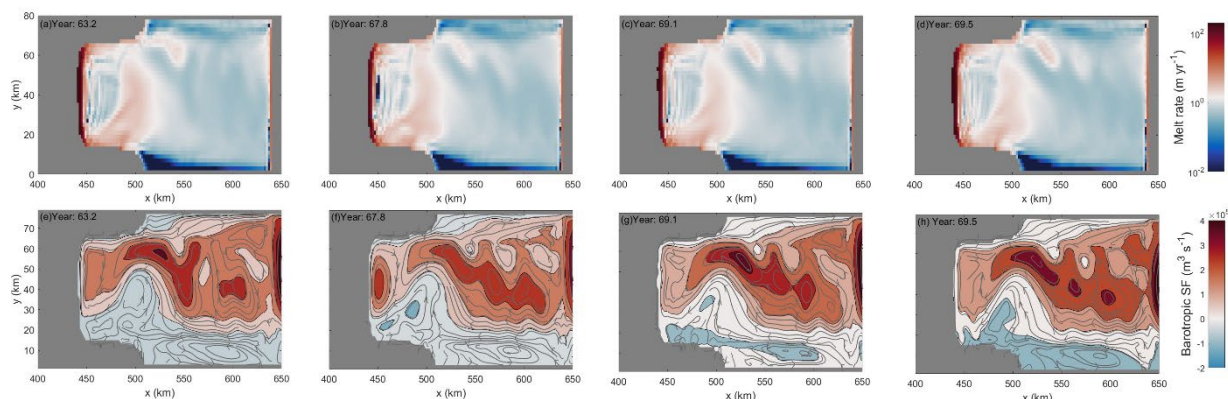 (a)Year: 63.2
(b)Year: 67.8
(c)Year: 69.1
(d)Year: 69.5
80
60
40
20
0
y (km)
400 450 500 550 600 650
x (km)
400 450 500 550 600 650
x (km)
400 450 500 550 600 650
x (km)
400 450 500 550 600 650
x (km)
10²
10⁰
10⁻²
Melt rate (m yr⁻¹)
(e)Year: 63.2
(f)Year: 67.8
(g)Year: 69.1
(h) Year: 69.5
70
60
50
40
30
20
10
y (km)
400 450 500 550 600 650
x (km)
400 450 500 550 600 650
x (km)
400 450 500 550 600 650
x (km)
400 450 500 550 600 650
x (km)
4
3
2
1
0
-1
-2
Barotropic SF (m³ s⁻¹)